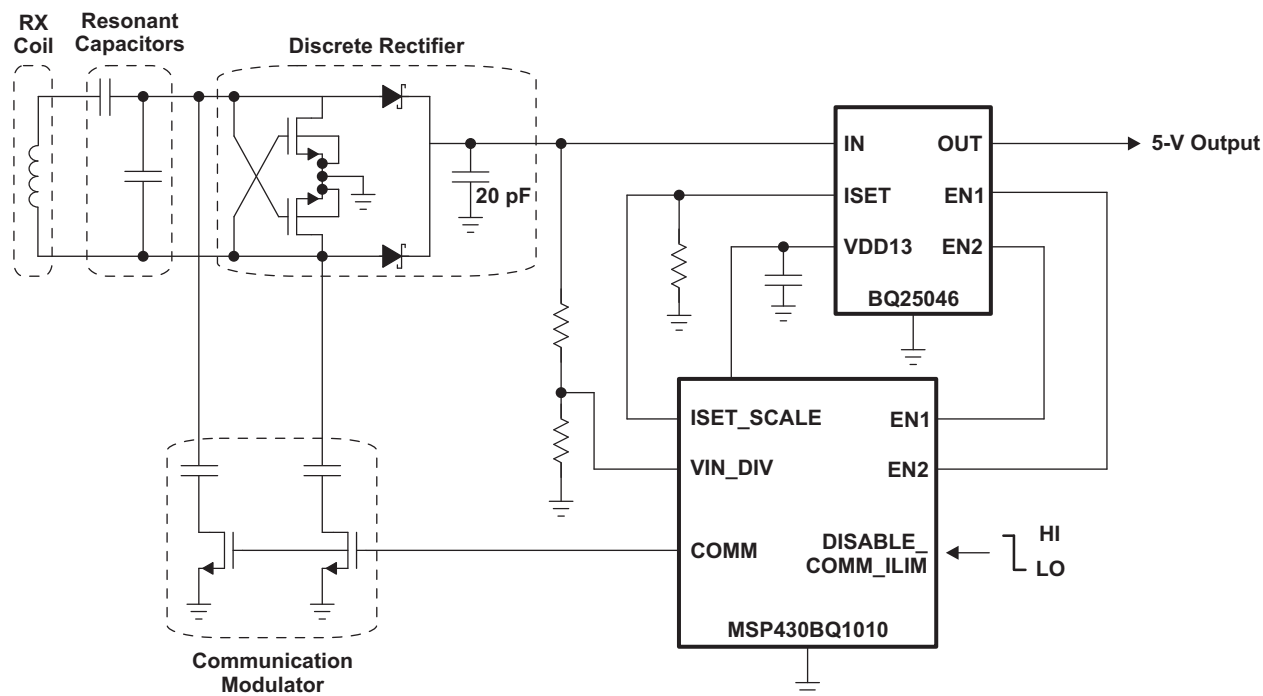 RX
Coil
Resonant
Capacitors
Discrete Rectifier
20 pF
IN
OUT
5-V Output
ISET
EN1
VDD13
EN2
BQ25046
ISET_SCALE
EN1
VIN_DIV
EN2
COMM
DISABLE_
COMM_ILIM
HI
LO
MSP430BQ1010
Communication
Modulator